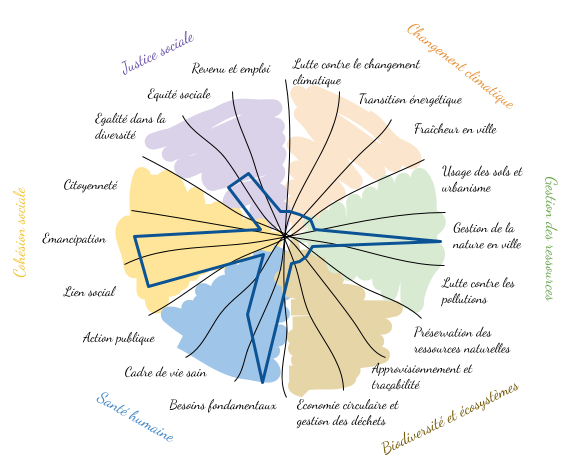 Justice sociale
Changement climatique
Revenu et emploi
Lutte contre le changement
climatique
Equité sociale
Transition énergétique
Egalité dans la
diversité
Fraîcheur en ville
Citoyenneté
Usage des sols et
urbanisme
Cohésion sociale
Gestion des ressources
Emancipation
Gestion de la
nature en ville
Lien social
Lutte contre les
pollutions
Action publique
Préservation des
ressources naturelles
Cadre de vie sain
Approvisionnement et
traçabilité
Besoins fondamentaux
Economie circulaire et
gestion des déchets
Santé humaine
Biodiversité et écosystèmes